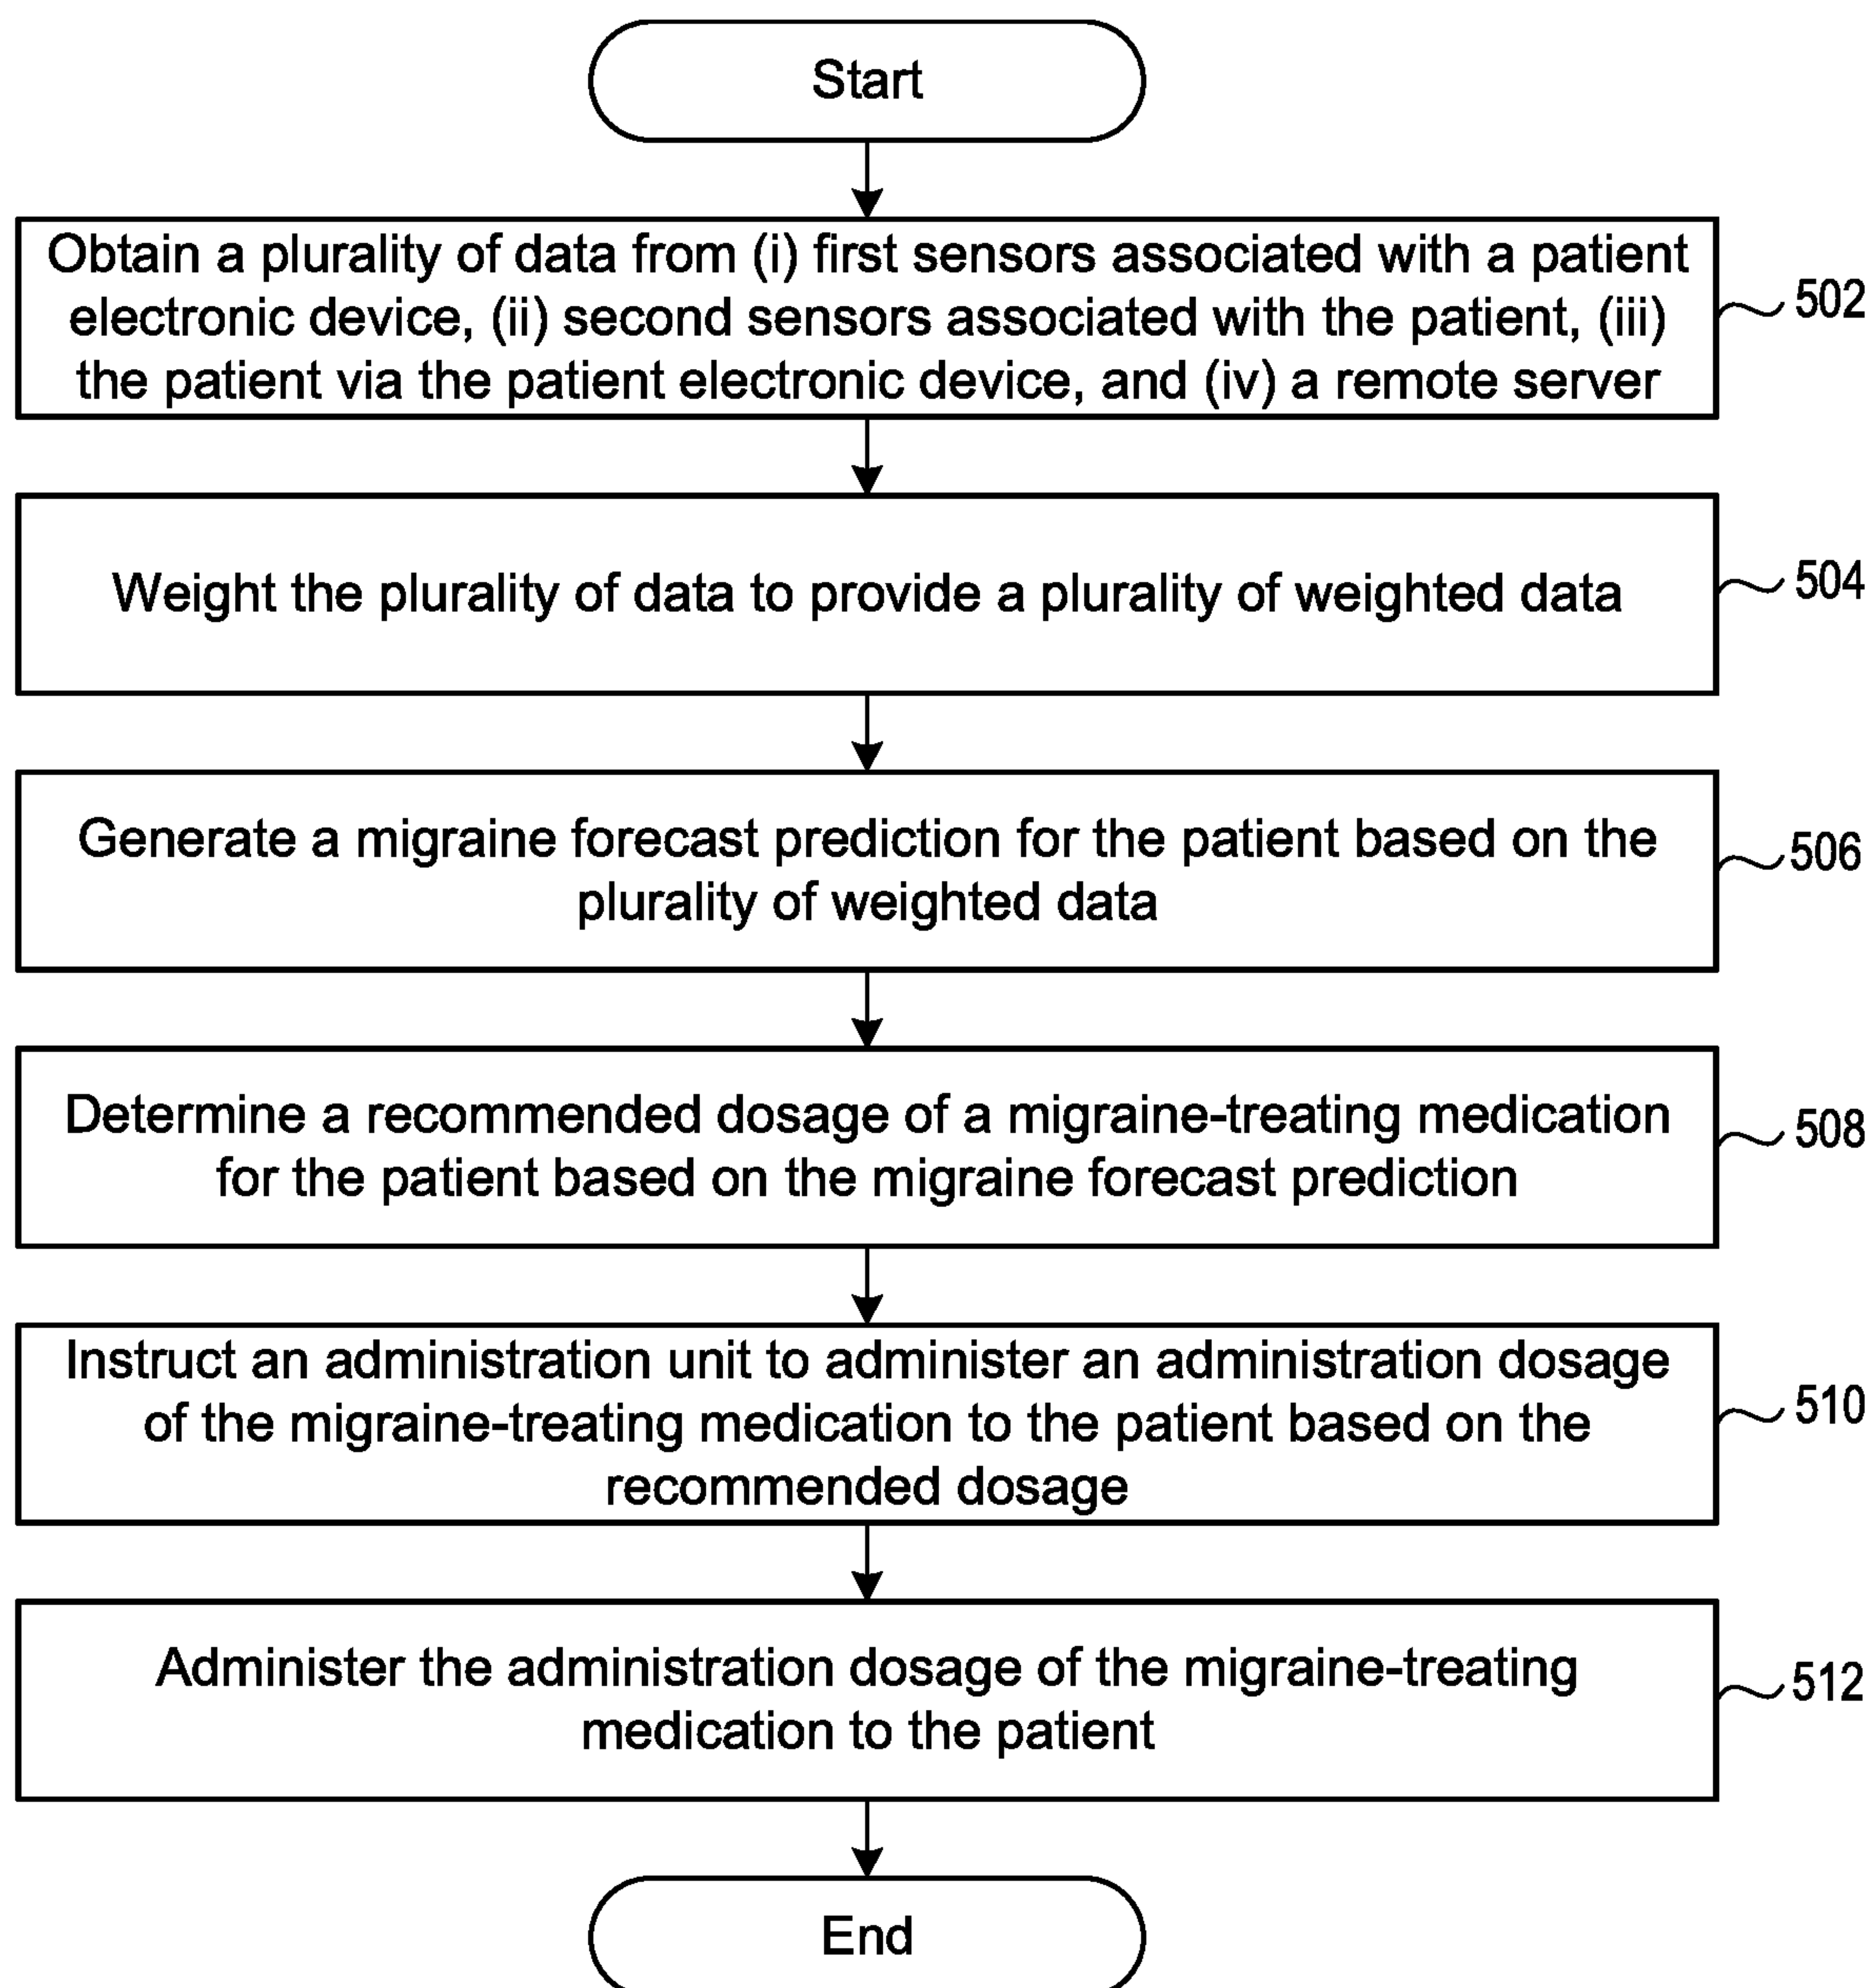 Start
Obtain a plurality of data from (i) first sensors associated with a patient
electronic device, (ii) second sensors associated with the patient, (iii)
the patient via the patient electronic device, and (iv) a remote server
502
Weight the plurality of data to provide a plurality of weighted data
504
Generate a migraine forecast prediction for the patient based on the
plurality of weighted data
506
Determine a recommended dosage of a migraine-treating medication
for the patient based on the migraine forecast prediction
508
Instruct an administration unit to administer an administration dosage
of the migraine-treating medication to the patient based on the
recommended dosage
510
Administer the administration dosage of the migraine-treating
medication to the patient
512
End